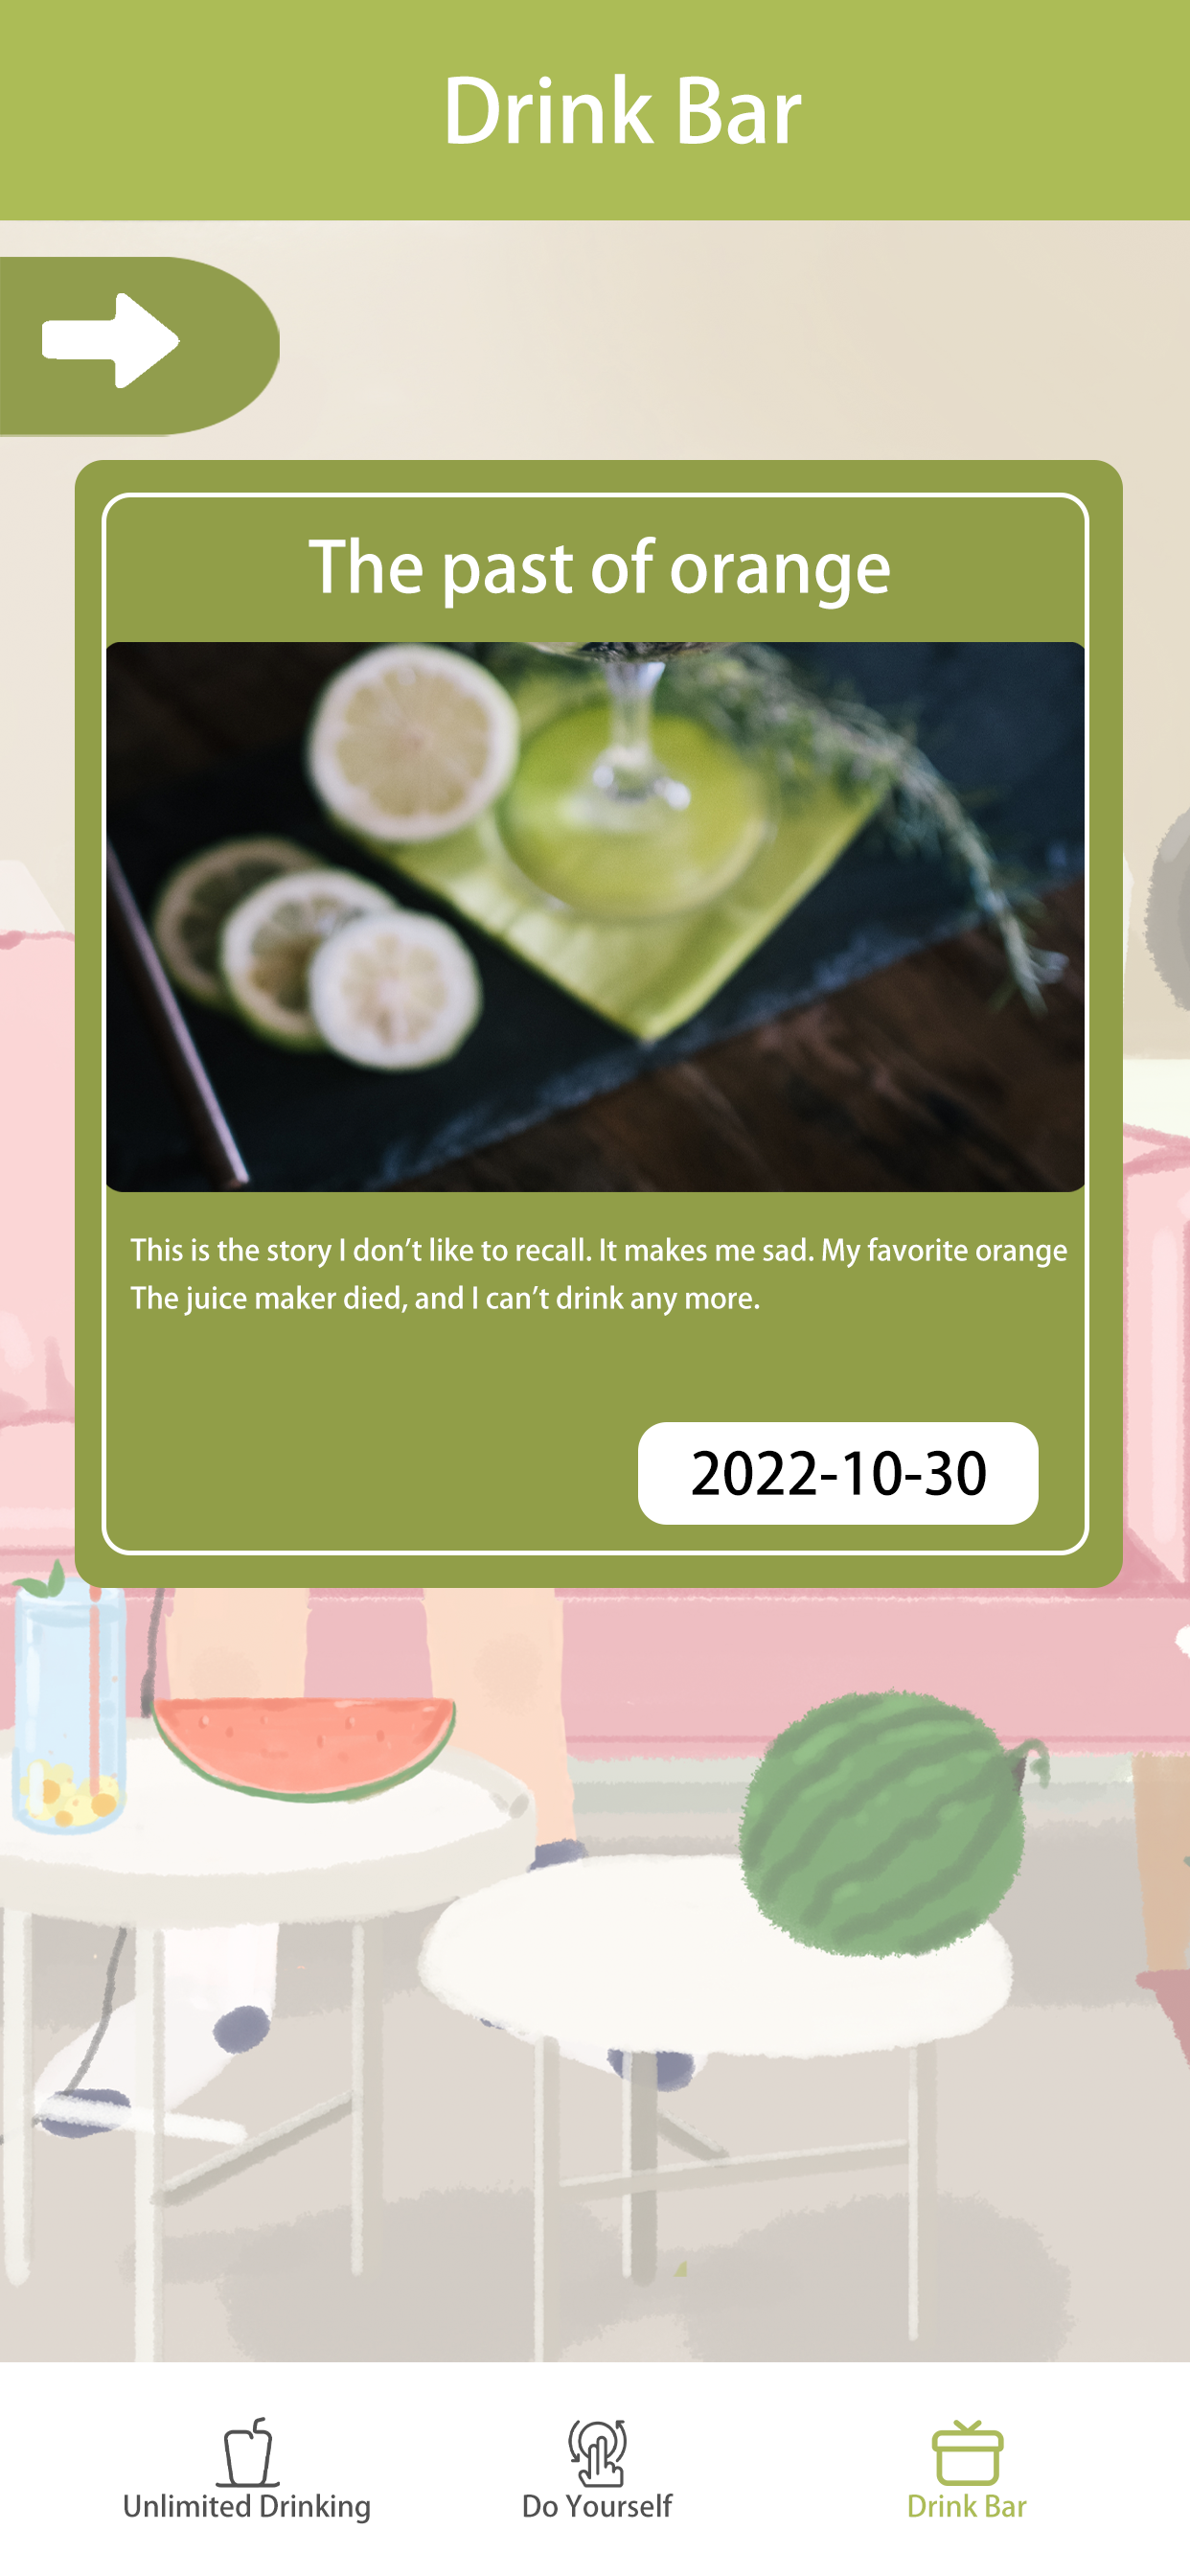 Drink Bar
The past of orange
This is the story I don't like to recall. It makes me sad. My favorite orange
The juice maker died, and I can't drink any more.
2022-10-30
Unlimited Drinking
Do Yourself
Drink Bar